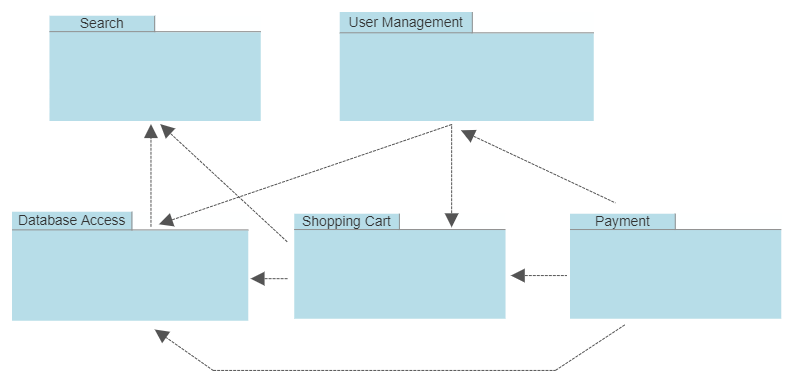 Search
User Management
Database Access
Shopping Cart
Payment